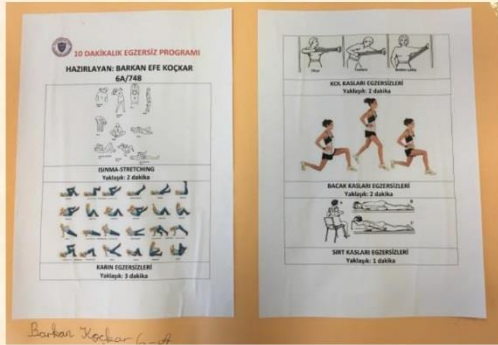 10 DAKİKALIK EGZERSİZ PROGRAMI
HAZIRLAYAN: BARKAN EFE KOÇKAR
6A/748
ISINMA-STRETCHING
Yaklaşık: 2 dakika
KARIN EGZERSİZLERİ
Yaklaşık: 3 dakika
KOL KASLARI EGZERSİZLERİ
Yaklaşık: 2 dakika
BACAK KASLARI EGZERSİZLERİ
Yaklaşık: 2 dakika
SIRT KASLARI EGZERSİZLERİ
Yaklaşık: 1 dakika
Barkan Koçkar 6-A